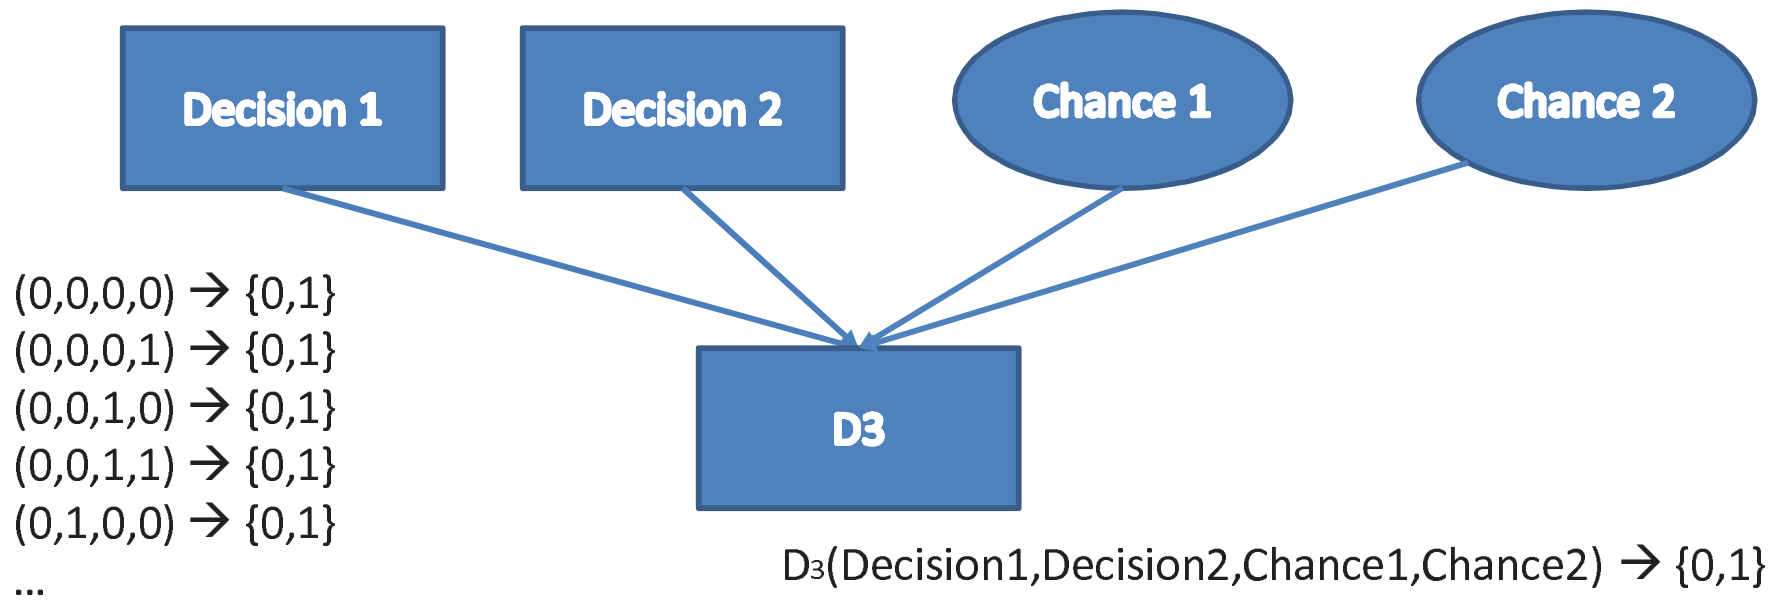 Decision 1
Decision 2
Chance 1
Chance 2
(0,0,0,0) → {0,1}
(0,0,0,1) → {0,1}
(0,0,1,0) → {0,1}
(0,0,1,1) → {0,1}
(0,1,0,0) → {0,1}
...
D3
D₃(Decision1,Decision2,Chance1,Chance2) → {0,1}